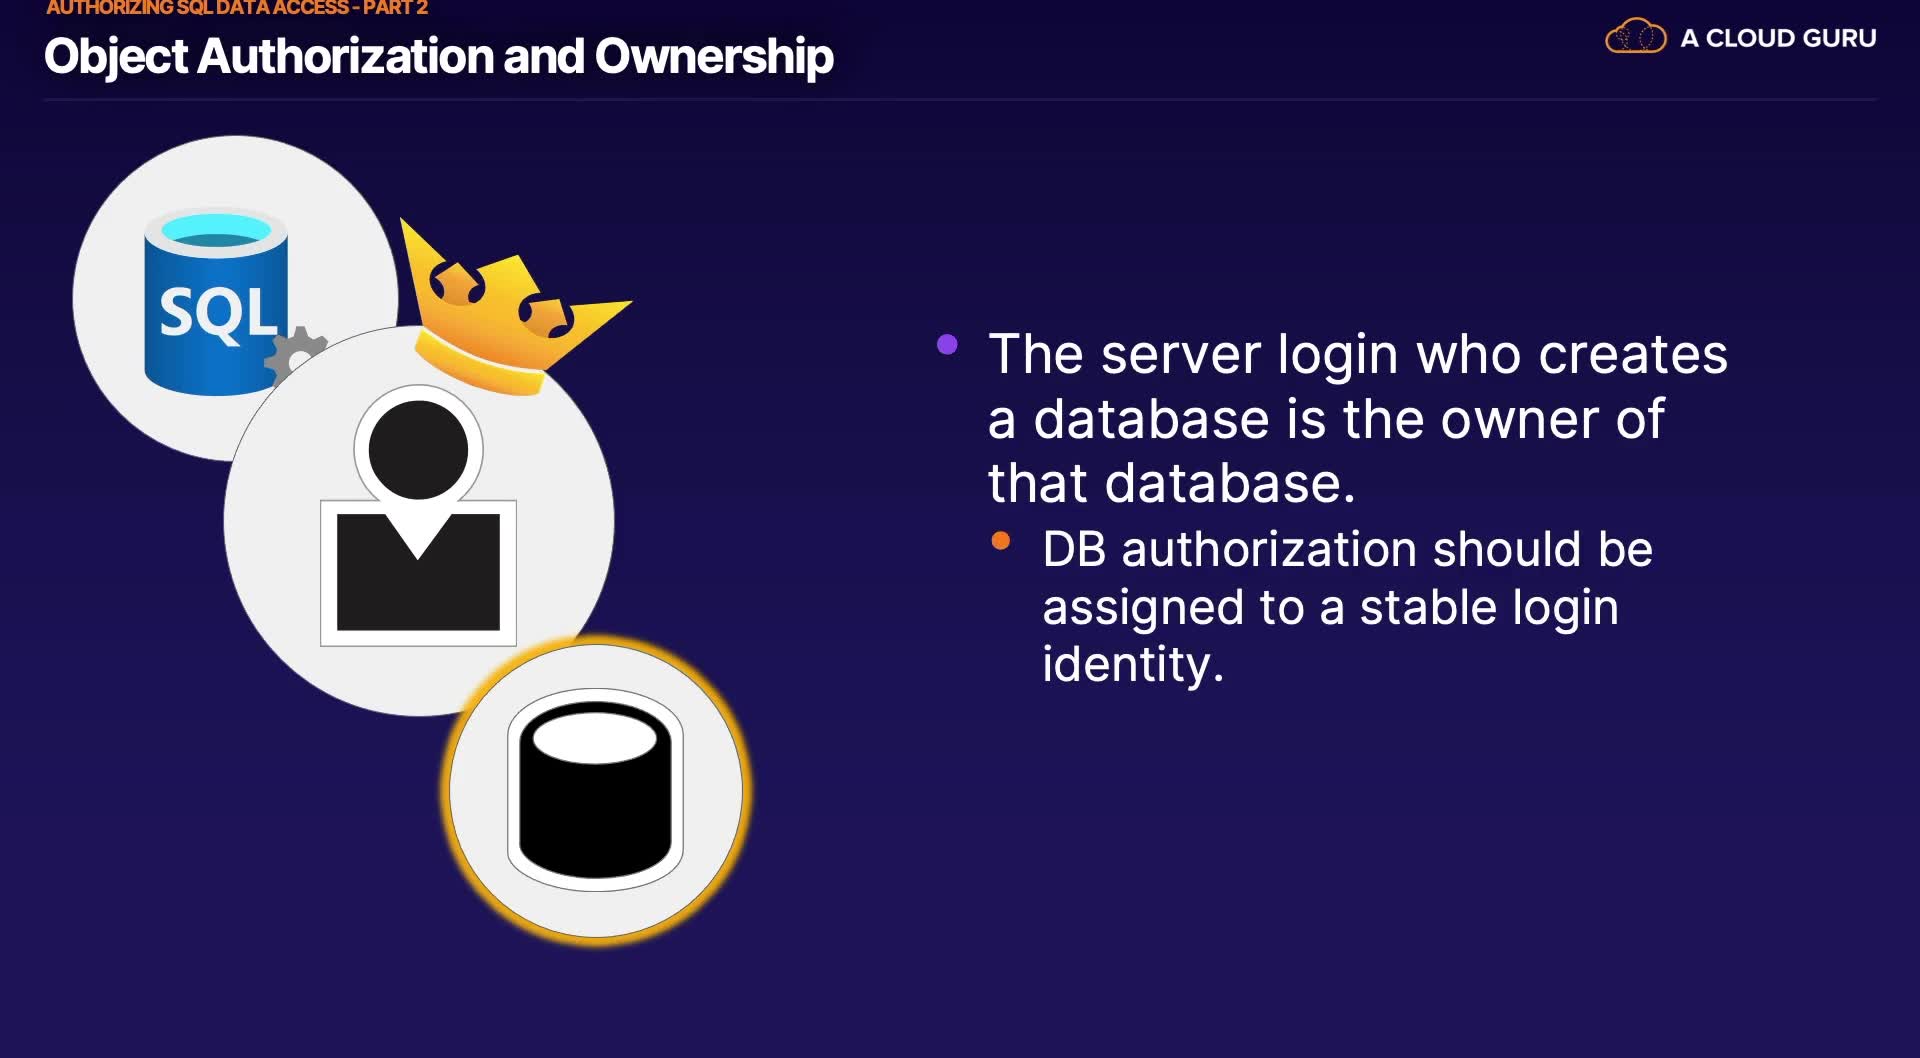 AUTHORIZING SQL DATA ACCESS - PART 2
Object Authorization and Ownership
A CLOUD GURU
SQL
The server login who creates
a database is the owner of
that database.
DB authorization should be
assigned to a stable login
identity.